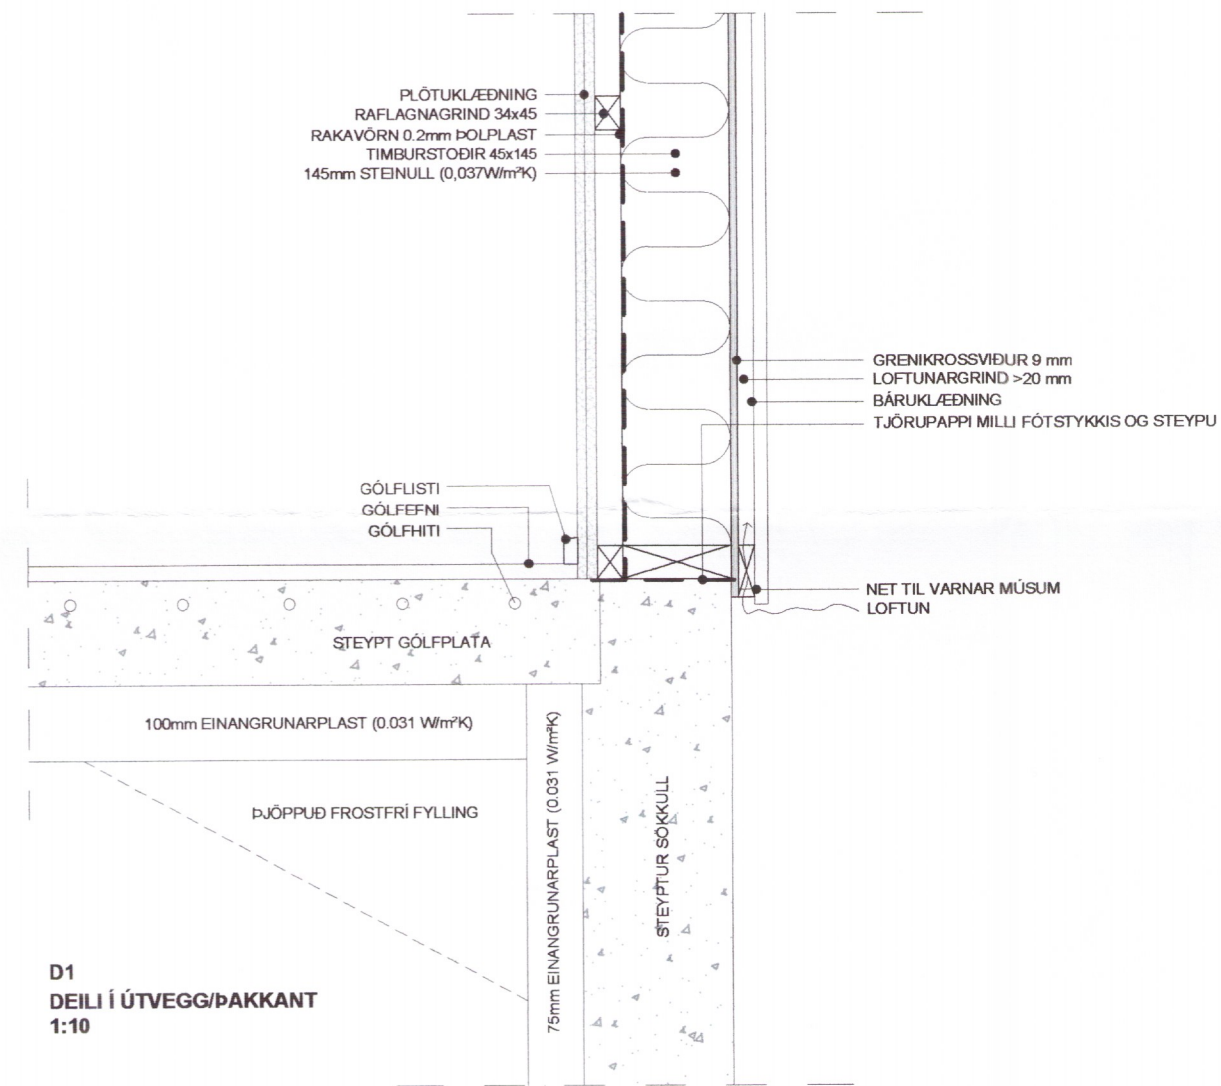 PLÖTUKLÆÐNING
RAFLAGNAGRIND 34x45
RAKAVÖRN 0.2mm ÞOLPLAST
TIMBURSTOÐIR 45x145
145mm STEINULL (0,037W/m²K)
GRENIKROSSVIÐUR 9 mm
LOFTUNARGRIND >20 mm
BÁRUKLÆÐNING
TJÖRUPAPPI MILLI FÓTSTYKKIS OG STEYPU
GÓLFLISTI
GÓLFEFNI
GÓLFHITI
NET TIL VARNAR MÚSUM
LOFTUN
STEYPT GÓLFPLATA
100mm EINANGRUNARPLAST (0.031 W/m²K)
ÞJÖPPUÐ FROSTFRÍ FYLLING
75mm EINANGRUNARPLAST (0.031 W/m²K)
STEYPTUR SÖKKULL
D1
DEILI Í ÚTVEGG/ÞAKKANT
1:10